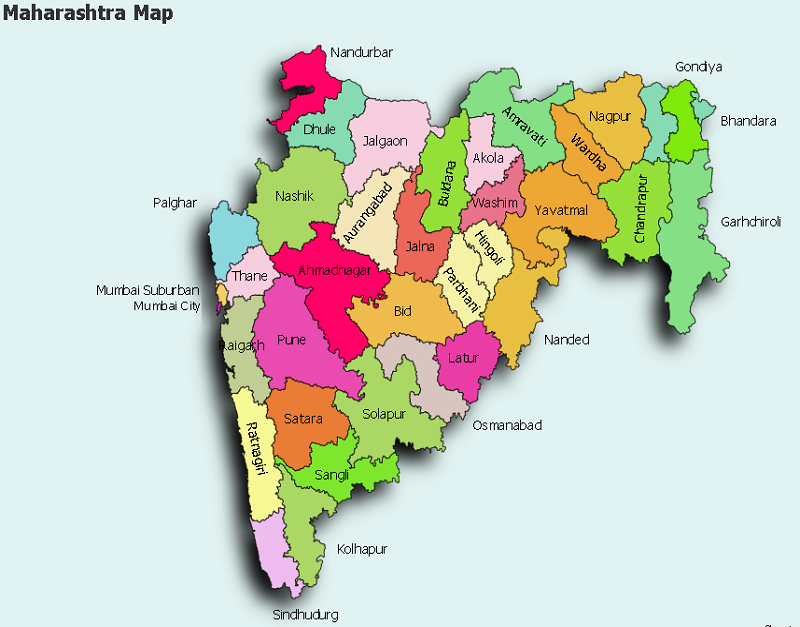 Maharashtra Map
Nandurbar
Gondiya
Dhule
Jalgaon
Amravati
Nagpur
Bhandara
Wardha
Akola
Buldana
Nashik
Palghar
Aurangabad
Washim
Yavatmal
Chandrapur
Garhchiroli
Jalna
Hingoli
Thane
Ahmadnagar
Parbhani
Mumbai Suburban
Mumbai City
Bid
Raigarh
Pune
Nanded
Latur
Satara
Solapur
Osmanabad
Ratnagiri
Sangli
Kolhapur
Sindhudurg